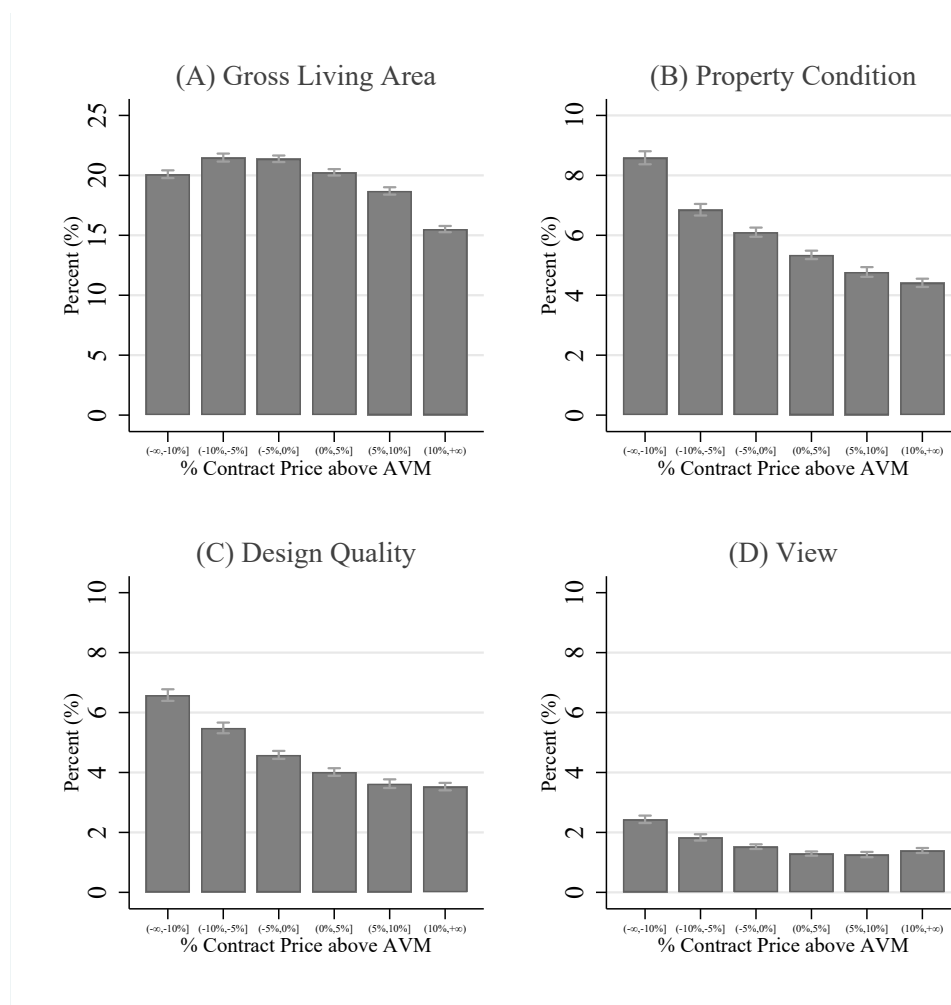 (A) Gross Living Area
Percent (%)
25
20
15
10
5
0
(-∞,-10%] (-10%,-5%] (-5%,0%] (0%,5%] (5%,10%] (10%,+∞)
% Contract Price above AVM
(B) Property Condition
Percent (%)
10
8
6
4
2
0
(-∞,-10%] (-10%,-5%] (-5%,0%] (0%,5%] (5%,10%] (10%,+∞)
% Contract Price above AVM
(C) Design Quality
Percent (%)
10
8
6
4
2
0
(-∞,-10%] (-10%,-5%] (-5%,0%] (0%,5%] (5%,10%] (10%,+∞)
% Contract Price above AVM
(D) View
Percent (%)
10
8
6
4
2
0
(-∞,-10%] (-10%,-5%] (-5%,0%] (0%,5%] (5%,10%] (10%,+∞)
% Contract Price above AVM